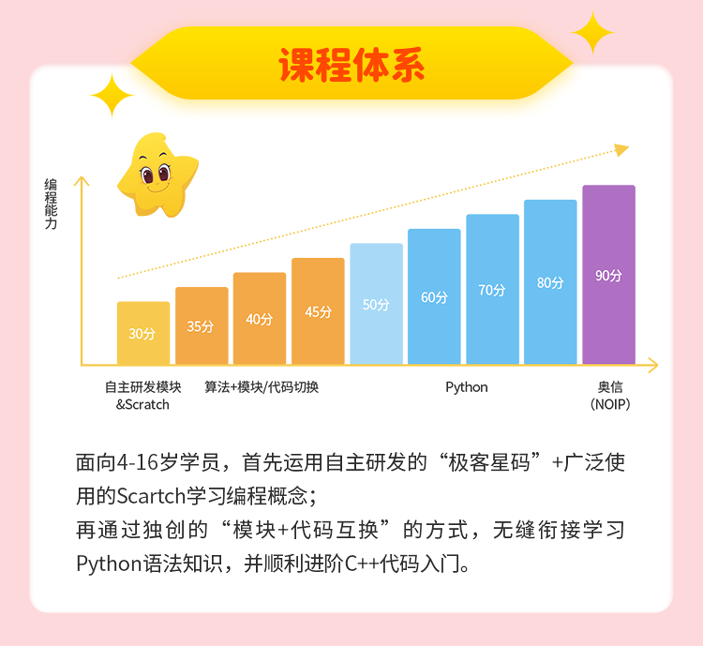 课程体系
编程能力
30分
35分
40分
45分
50分
60分
70分
80分
90分
自主研发模块
&Scratch
算法+模块/代码切换
Python
奥信
（NOIP）
面向4-16岁学员，首先运用自主研发的“极客星码”+广泛使
用的Scartch学习编程概念；
再通过独创的“模块+代码互换”的方式，无缝衔接学习
Python语法知识，并顺利进阶C++代码入门。